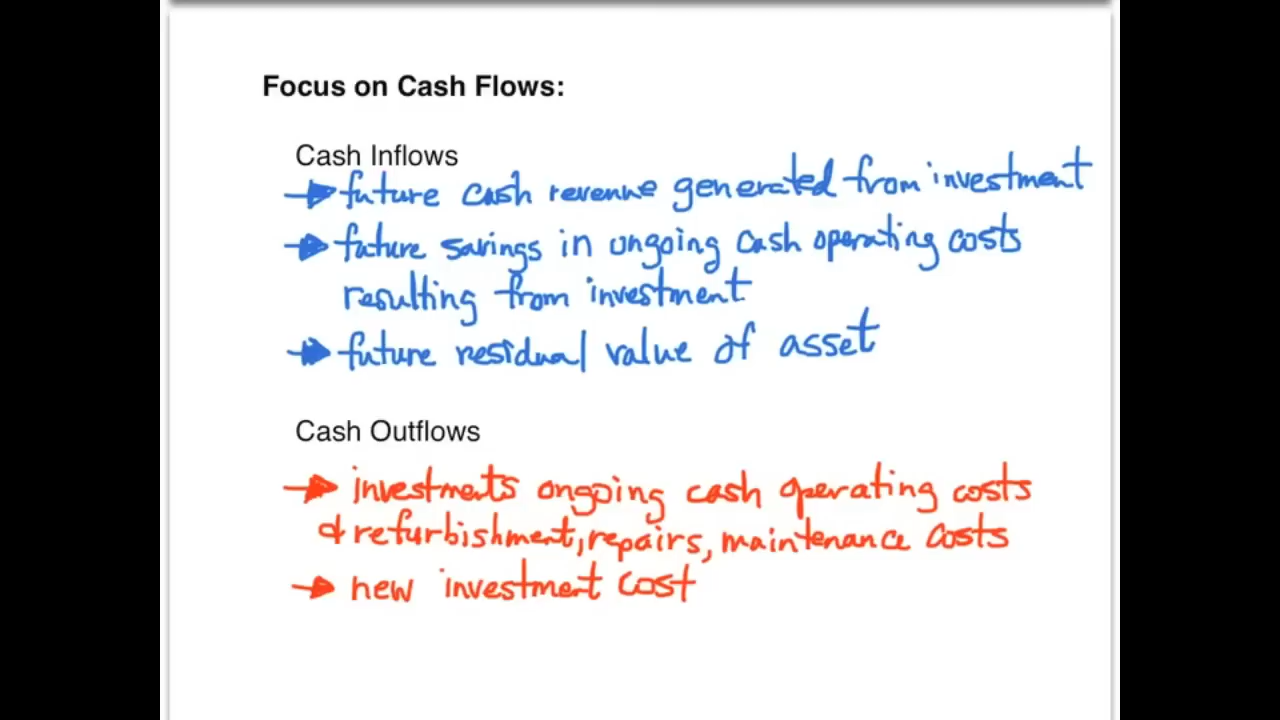 Focus on Cash Flows:
Cash Inflows
future cash revenue generated from investment
future savings in ongoing cash operating costs
resulting from investment
future residual value of asset
Cash Outflows
investments ongoing cash operating costs
& refurbishment, repairs, maintenance costs
new investment cost